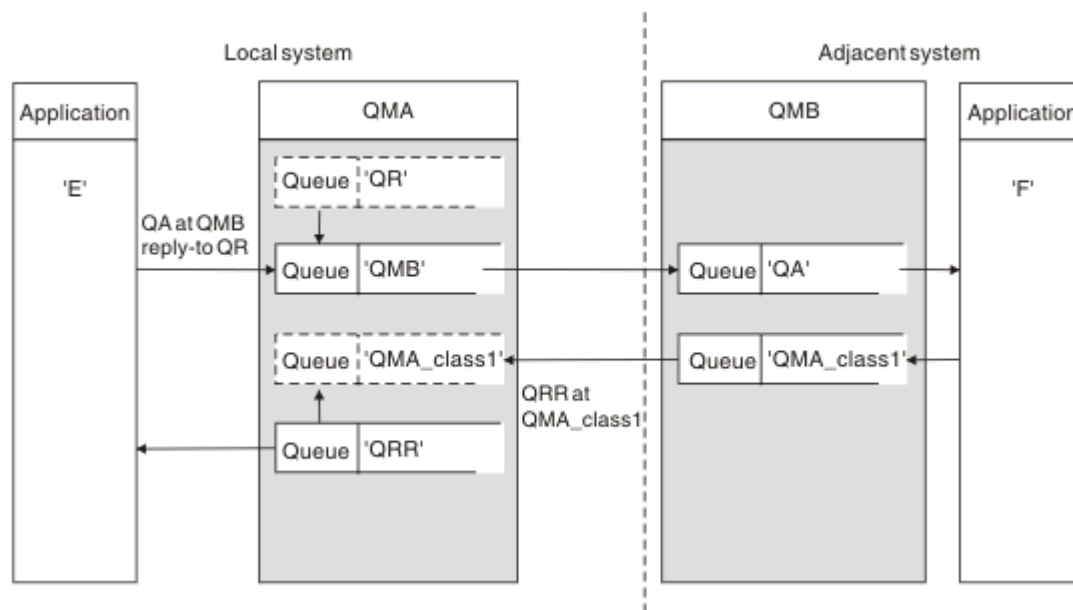 Local system
Adjacent system
Application
QMA
QMB
Application
'E'
'F'
Queue 'QR'
QA at QMB
reply-to QR
Queue 'QMB'
Queue 'QA'
Queue 'QMA_class1'
Queue 'QMA_class1'
QRR at
QMA_class1
Queue 'QRR'